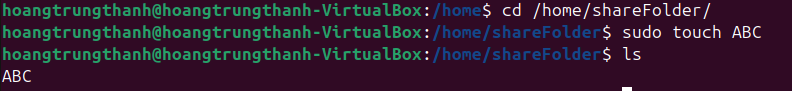 hoangtrungthanh@hoangtrungthanh-VirtualBox:/home$ cd /home/shareFolder/
hoangtrungthanh@hoangtrungthanh-VirtualBox:/home/shareFolder$ sudo touch ABC
hoangtrungthanh@hoangtrungthanh-VirtualBox:/home/shareFolder$ ls
ABC